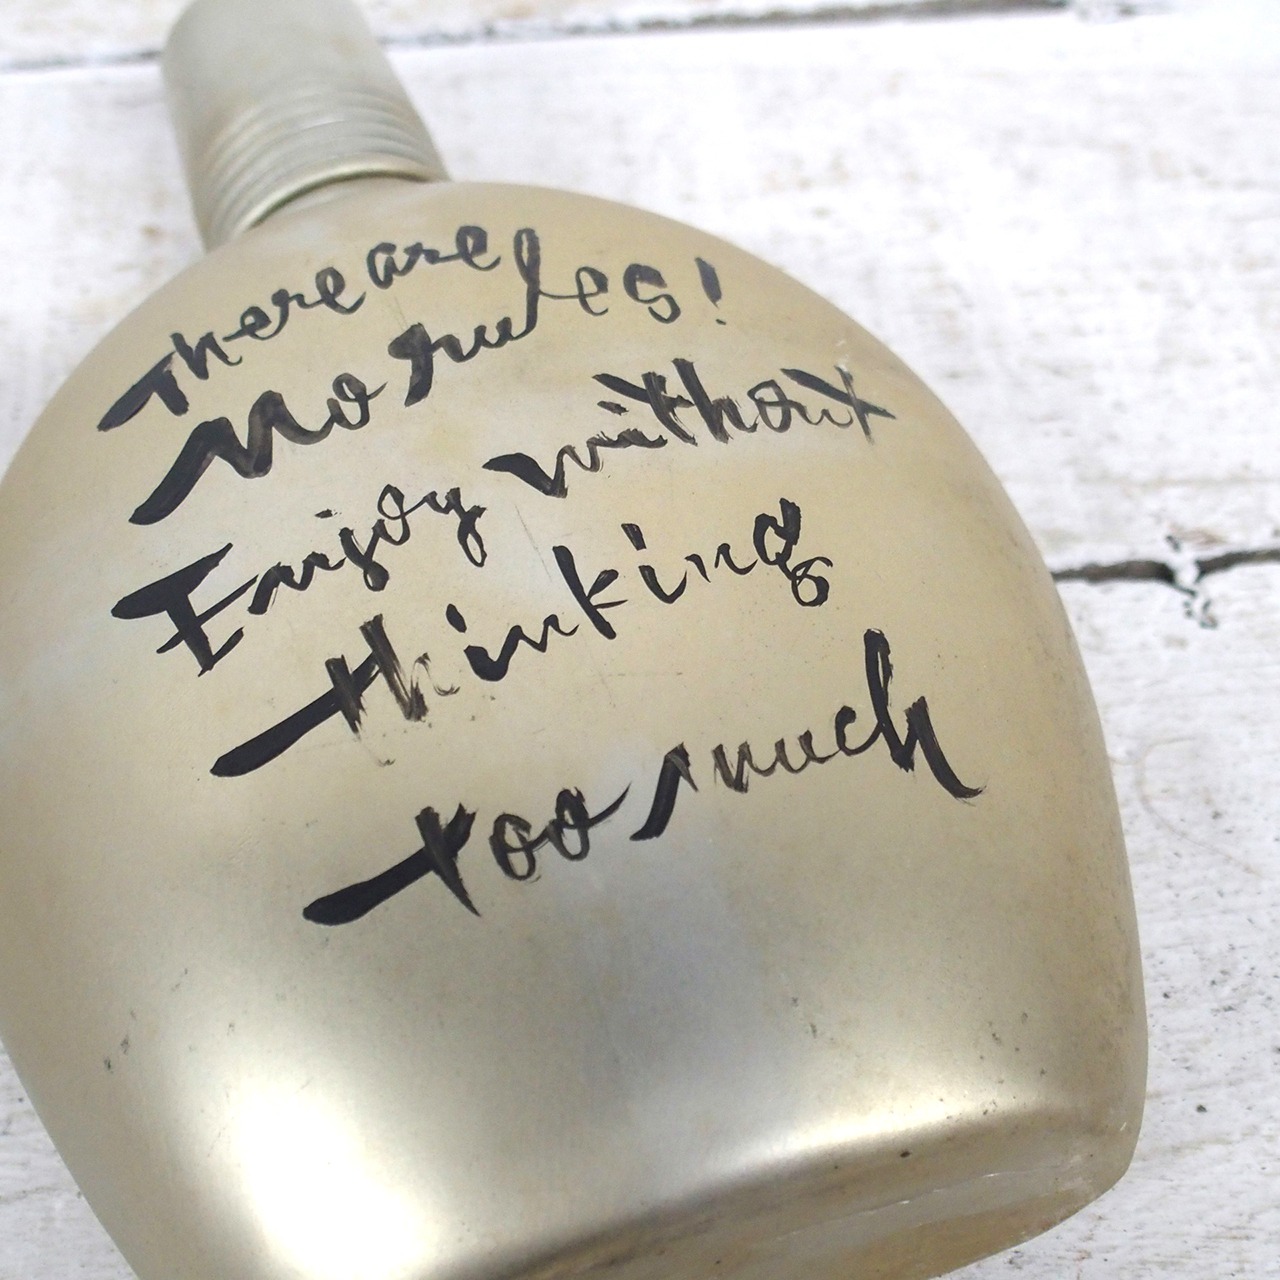 There are
No rules!
Enjoy without
thinking
too much